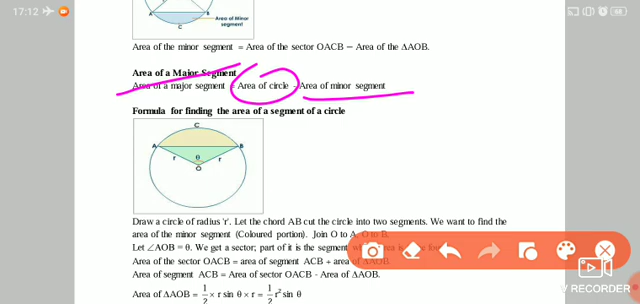 17:12
68
A
B
C
Area of Minor
segment
Area of the minor segment = Area of the sector OACB − Area of the ΔAOB.
Area of a Major Segment
Area of a major segment = Area of circle - Area of minor segment
Formula for finding the area of a segment of a circle
C
A
B
r
θ
r
O
Draw a circle of radius 'r'. Let the chord AB cut the circle into two segments. We want to find the
area of the minor segment (Coloured portion). Join O to A, O to B.
Let ∠AOB = θ. We get a sector; part of it is the segment
Area of the sector OACB = area of segment ACB + area of ΔAOB
Area of segment ACB = Area of sector OACB - Area of ΔAOB.
Area of ΔAOB = 1/2 × r sin θ × r = 1/2 r² sin θ
RECORDER